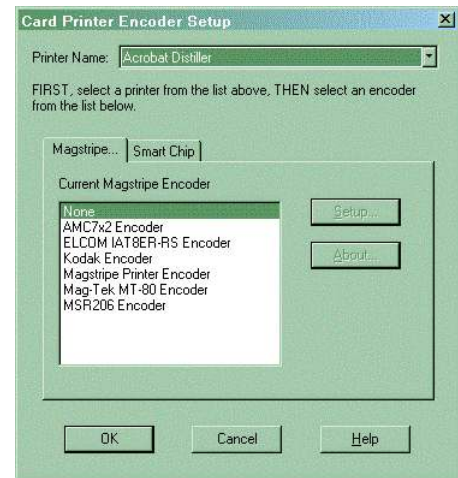 Card Printer Encoder Setup
Printer Name: Acrobat Distiller
FIRST, select a printer from the list above, THEN select an encoder
from the list below.
Magstripe... Smart Chip
Current Magstripe Encoder
None
AMC7x2 Encoder
ELCOM IAT8ER-RS Encoder
Kodak Encoder
Magstripe Printer Encoder
Mag-Tek MT-80 Encoder
MSR206 Encoder
Setup...
About...
OK Cancel Help